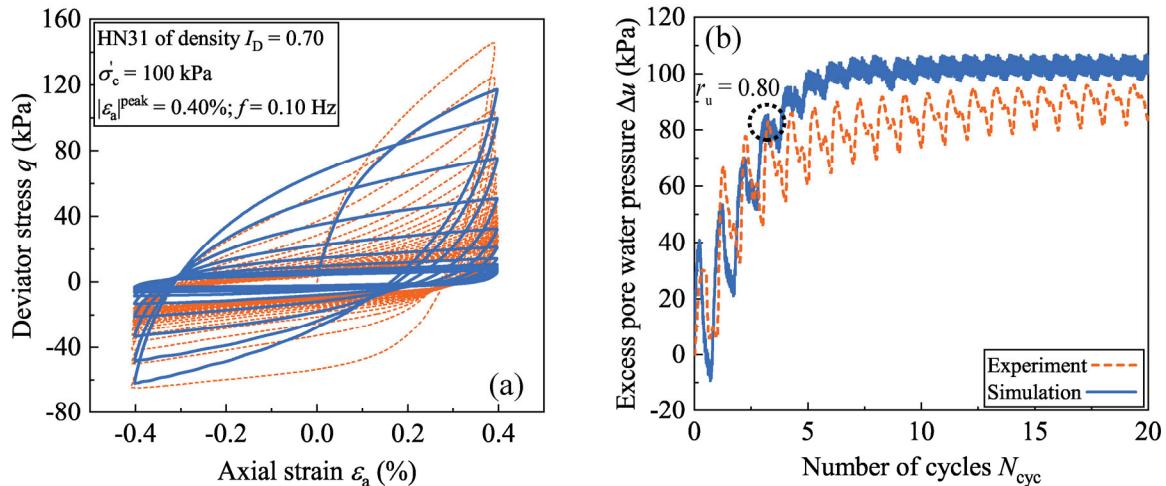 160
120
80
40
0
-40
-80
Deviator stress q (kPa)
HN31 of density I_D = 0.70
σ'_c = 100 kPa
|ε_a|^peak = 0.40%; f = 0.10 Hz
(a)
-0.4 -0.2 0.0 0.2 0.4
Axial strain ε_a (%)
120
100
80
60
40
20
0
-20
Excess pore water pressure Δu (kPa)
(b)
r_u = 0.80
Experiment
Simulation
0 5 10 15 20
Number of cycles N_cyc